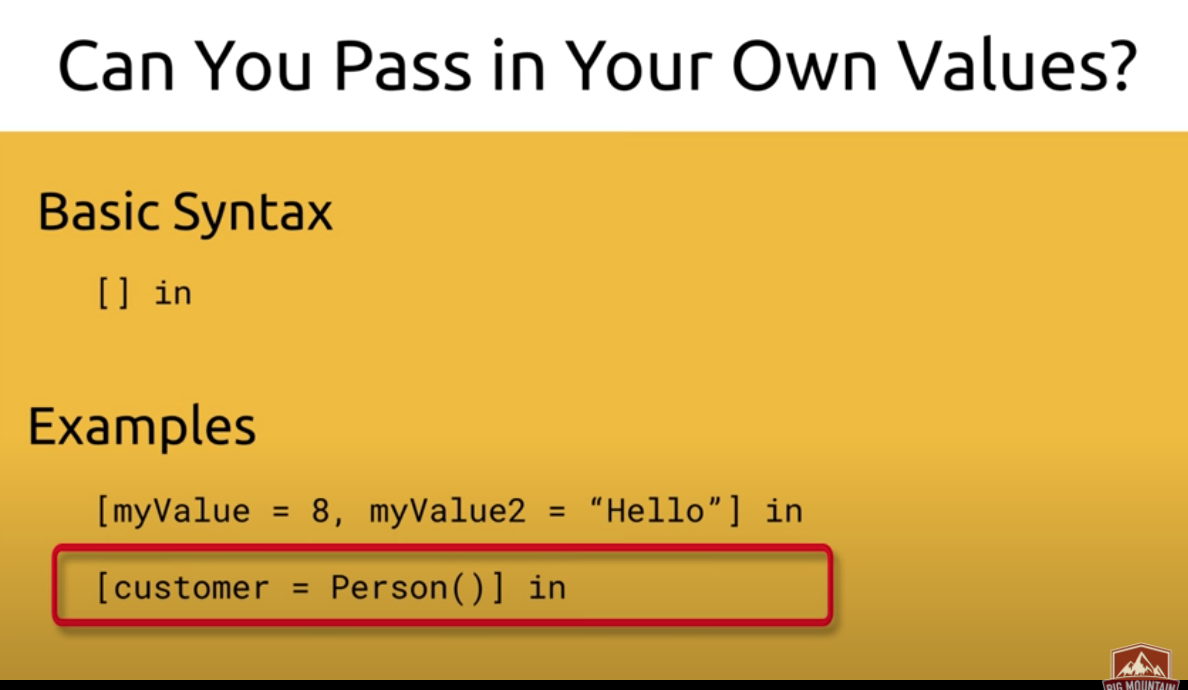 Can You Pass in Your Own Values?
Basic Syntax
[] in
Examples
[myValue = 8, myValue2 = “Hello”] in
[customer = Person()] in
BIG MOUNTAIN